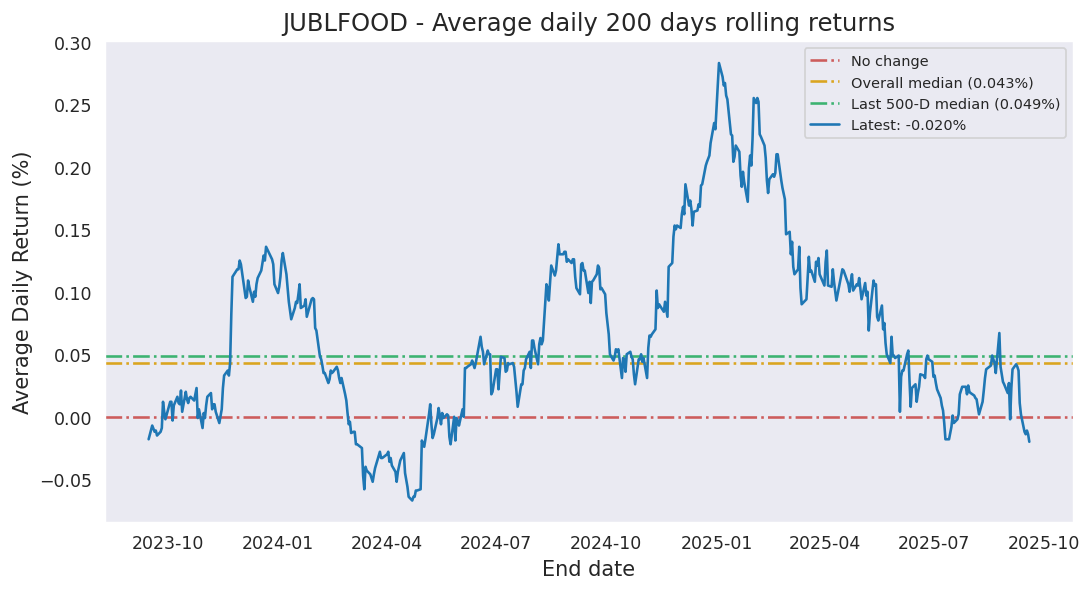 JUBLFOOD - Average daily 200 days rolling returns
Average Daily Return (%)
0.30
0.25
0.20
0.15
0.10
0.05
0.00
−0.05
No change
Overall median (0.043%)
Last 500-D median (0.049%)
Latest: -0.020%
2023-10
2024-01
2024-04
2024-07
2024-10
2025-01
2025-04
2025-07
2025-10
End date